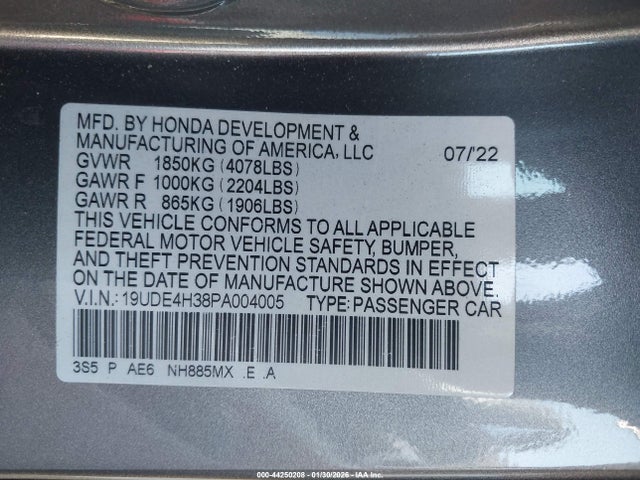 MFD. BY HONDA DEVELOPMENT &
MANUFACTURING OF AMERICA, LLC 07/'22
GVWR 1850KG (4078LBS)
GAWR F 1000KG (2204LBS)
GAWR R 865KG (1906LBS)
THIS VEHICLE CONFORMS TO ALL APPLICABLE
FEDERAL MOTOR VEHICLE SAFETY, BUMPER,
AND THEFT PREVENTION STANDARDS IN EFFECT
ON THE DATE OF MANUFACTURE SHOWN ABOVE.
V.I.N.: 19UDE4H38PA004005 TYPE: PASSENGER CAR
3S5 P AE6 NH885MX .E .A
000-44250208 - 01/30/2026 - IAA Inc.